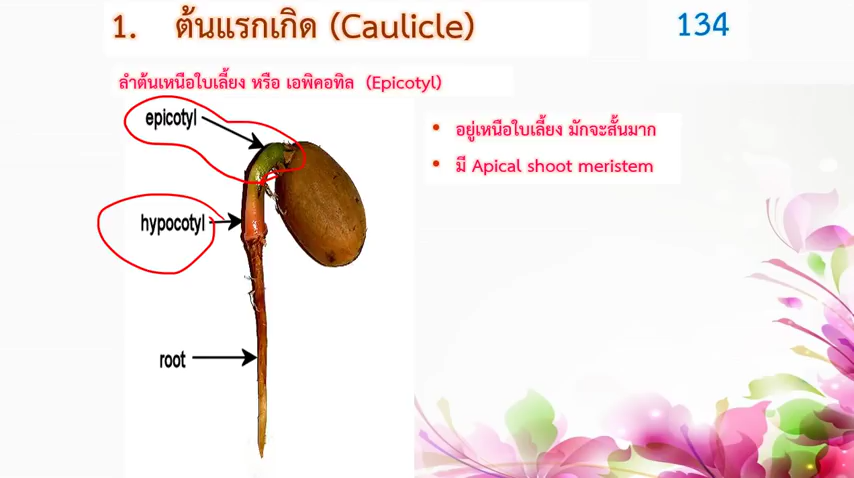 1. ต้นแรกเกิด (Caulicle)
134
ลำต้นเหนือใบเลี้ยง หรือ เอพิคอทิล (Epicotyl)
epicotyl
• อยู่เหนือใบเลี้ยง มักจะสั้นมาก
• มี Apical shoot meristem
hypocotyl
root